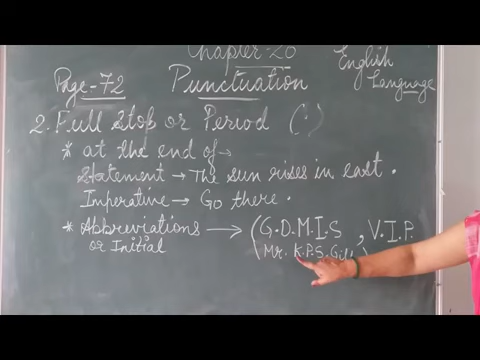 Chapter-20
English
Language
Page-72
Punctuation
2. Full Stop or Period (.)
* at the end of →
Statement → The sun rises in east.
Imperative → Go there.
* Abbreviations → (G.D.M.I.S, V.I.P.
or Initial Mr. K.P.S. Gill)